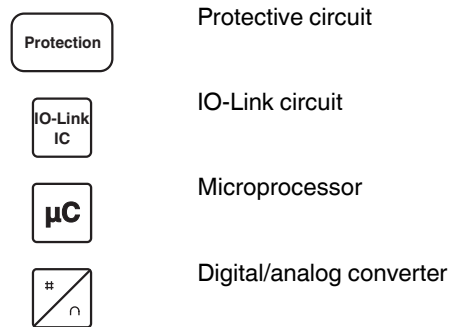 Protection Protective circuit
IO-Link
IC
IO-Link circuit
µC Microprocessor
# ∩ Digital/analog converter